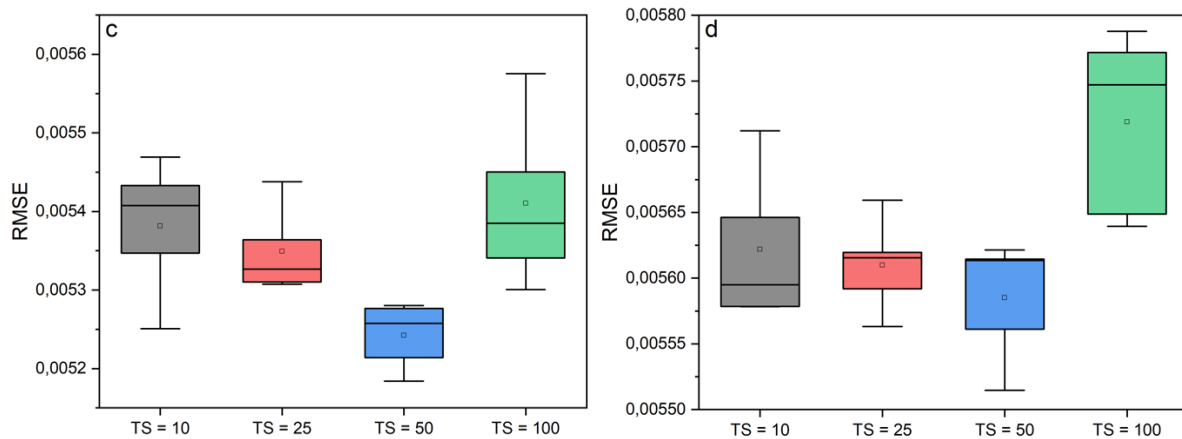 c
RMSE
0,0056
0,0055
0,0054
0,0053
0,0052
TS = 10 TS = 25 TS = 50 TS = 100
d
RMSE
0,00580
0,00575
0,00570
0,00565
0,00560
0,00555
0,00550
TS = 10 TS = 25 TS = 50 TS = 100